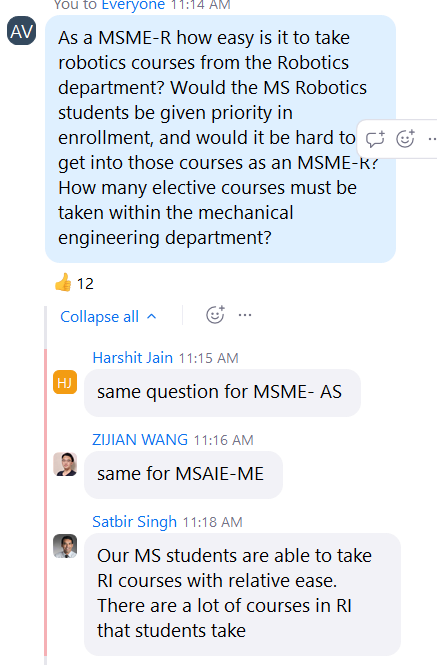 You to Everyone 11:14 AM
AV
As a MSME-R how easy is it to take
robotics courses from the Robotics
department? Would the MS Robotics
students be given priority in
enrollment, and would it be hard to
get into those courses as an MSME-R?
How many elective courses must be
taken within the mechanical
engineering department?
👍 12
Collapse all
Harshit Jain 11:15 AM
HJ
same question for MSME- AS
ZIJIAN WANG 11:16 AM
same for MSAIE-ME
Satbir Singh 11:18 AM
Our MS students are able to take
RI courses with relative ease.
There are a lot of courses in RI
that students take